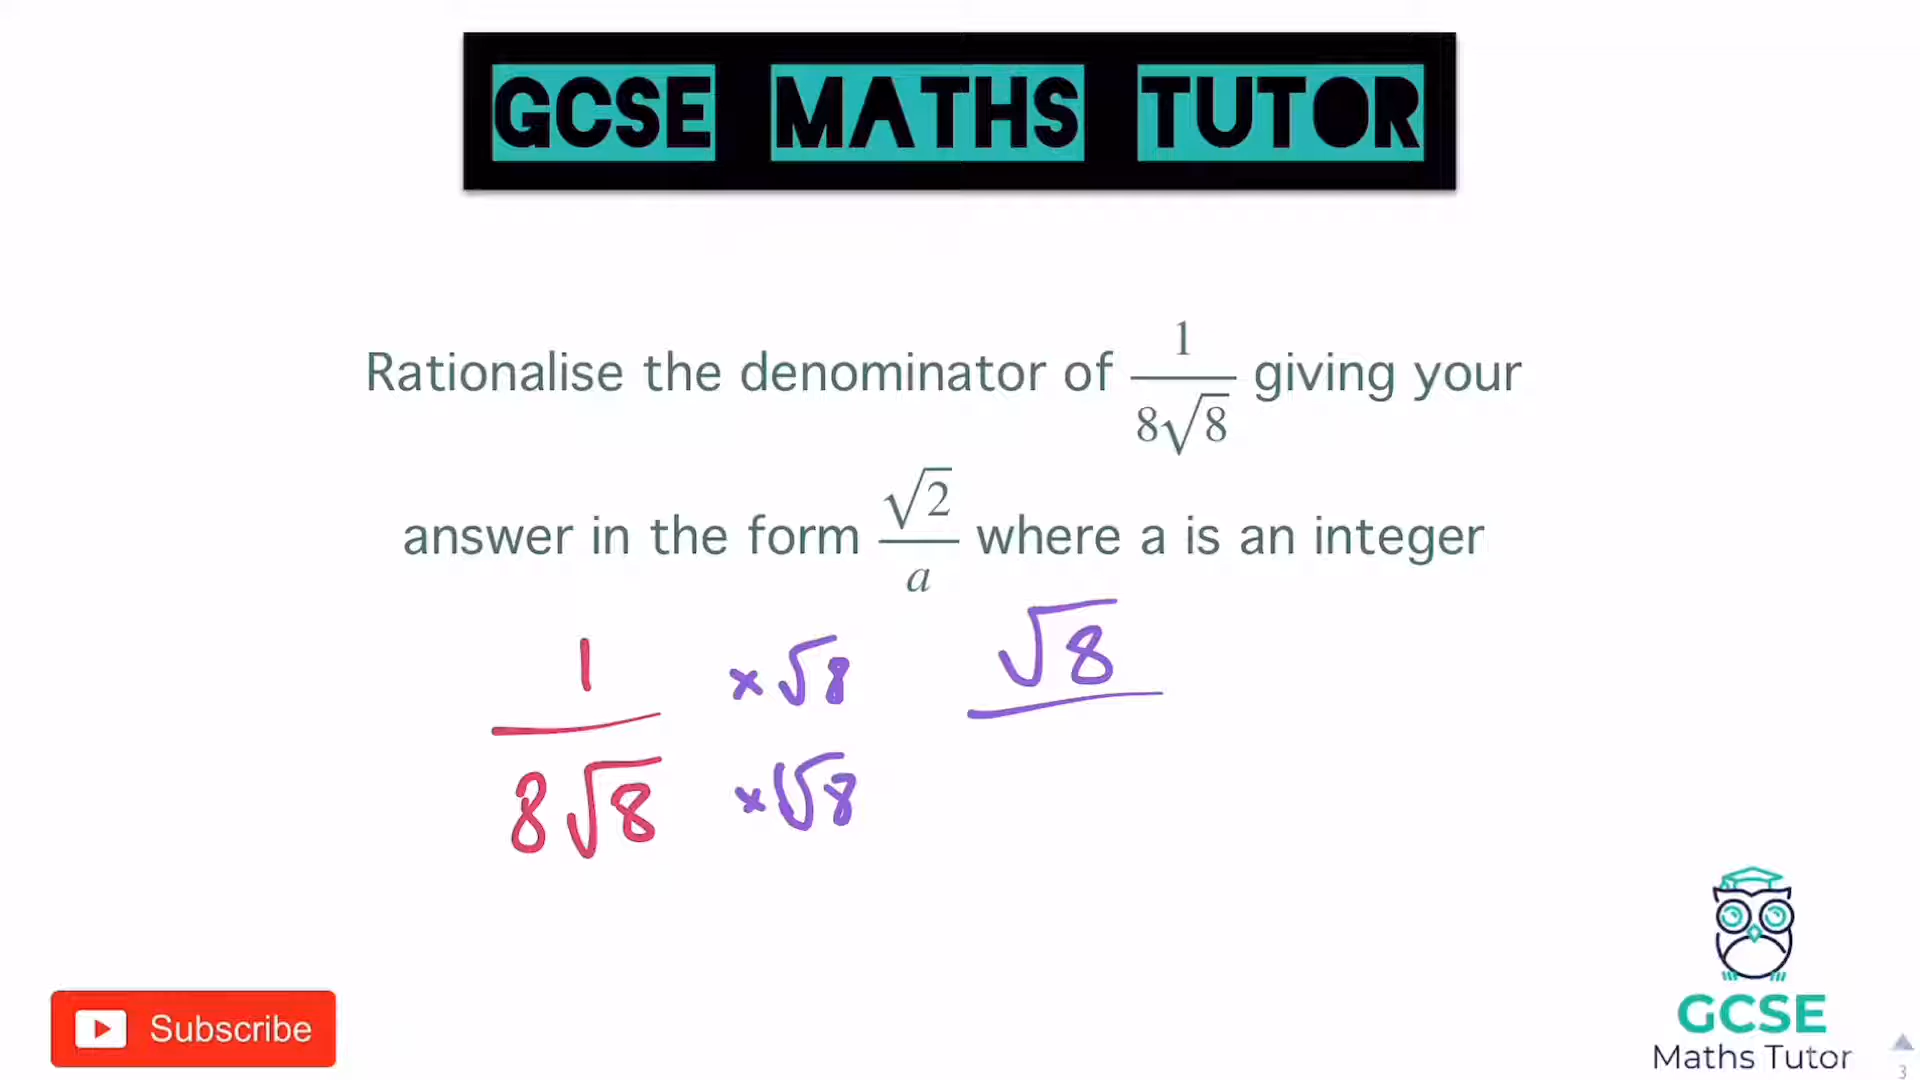 GCSE MATHS TUTOR
Rationalise the denominator of 1/8√8 giving your
answer in the form √2/a where a is an integer
1/8√8 ×√8 ×√8 √8
Subscribe
GCSE
Maths Tutor
3